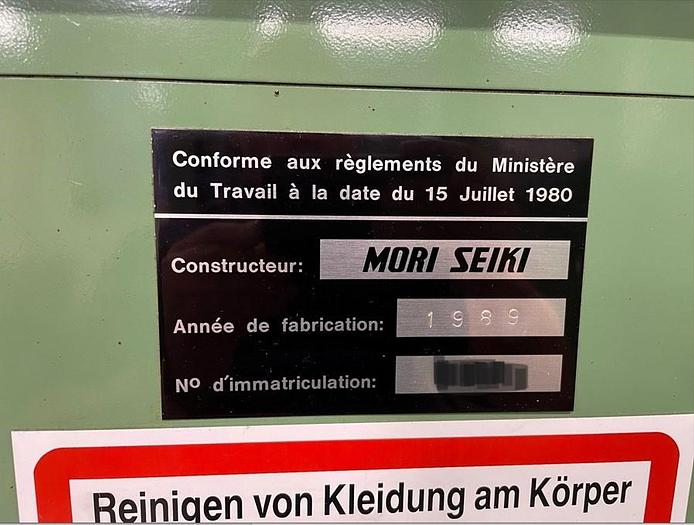 Conforme aux règlements du Ministère
du Travail à la date du 15 Juillet 1980
Constructeur: MORI SEIKI
Année de fabrication: 1989
Nº d'immatriculation:
Reinigen von Kleidung am Körper